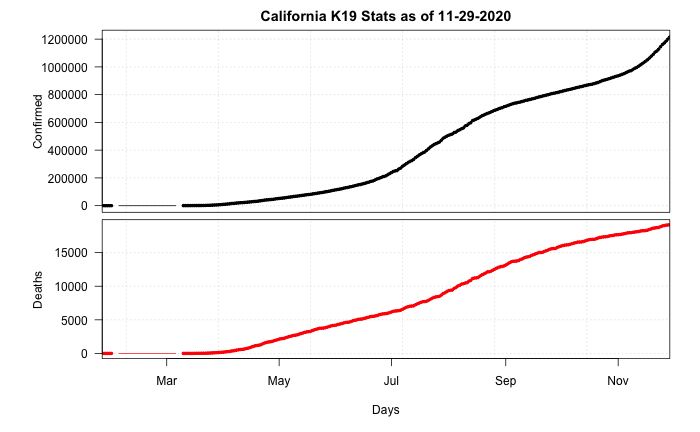 California K19 Stats as of 11-29-2020
Confirmed
1200000
1000000
800000
600000
400000
200000
0
Deaths
15000
10000
5000
0
Mar May Jul Sep Nov
Days